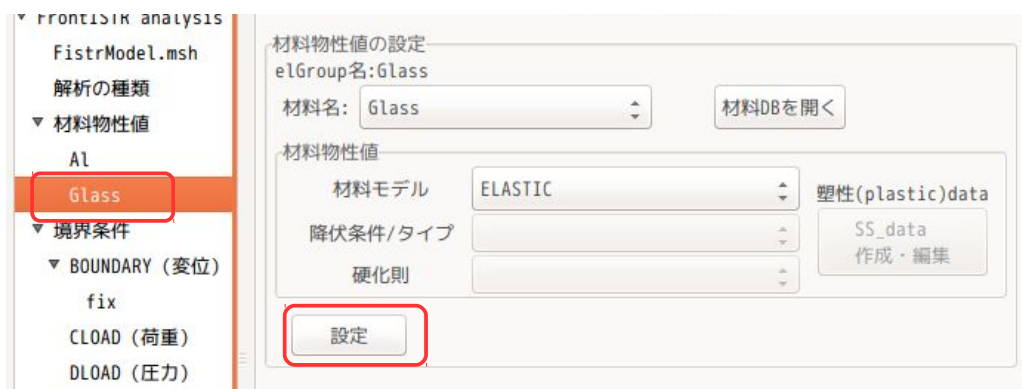 FrontISTR analysis
FistrModel.msh
解析の種類
材料物性値
Al
Glass
境界条件
BOUNDARY (変位)
fix
CLOAD (荷重)
DLOAD (圧力)
材料物性値の設定
elGroup名:Glass
材料名: Glass 材料DBを開く
材料物性値
材料モデル ELASTIC 塑性(plastic)data
降伏条件/タイプ SS_data
作成・編集
硬化則
設定